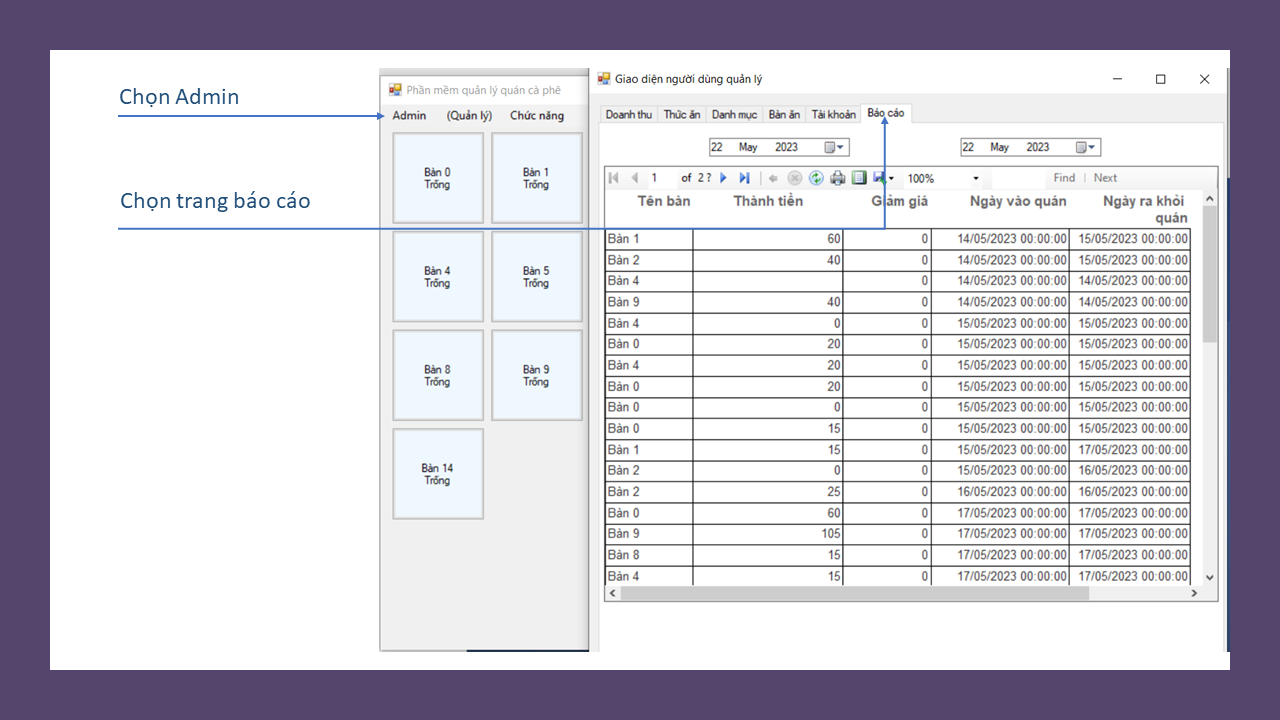 Chọn Admin
Chọn trang báo cáo
Phần mềm quản lý quán cà phê
Admin (Quản lý) Chức năng
Bàn 0
Trống
Bàn 1
Trống
Bàn 4
Trống
Bàn 5
Trống
Bàn 8
Trống
Bàn 9
Trống
Bàn 14
Trống
Giao diện người dùng quản lý
Doanh thu Thức ăn Danh mục Bàn ăn Tài khoản Báo cáo
22 May 2023 22 May 2023
1 of 2 ? 100% Find | Next
Tên bàn Thành tiền Giảm giá Ngày vào quán Ngày ra khỏi
quán
Bàn 1 60 0 14/05/2023 00:00:00 15/05/2023 00:00:00
Bàn 2 40 0 14/05/2023 00:00:00 15/05/2023 00:00:00
Bàn 4 0 14/05/2023 00:00:00 14/05/2023 00:00:00
Bàn 9 40 0 14/05/2023 00:00:00 14/05/2023 00:00:00
Bàn 4 0 0 15/05/2023 00:00:00 15/05/2023 00:00:00
Bàn 0 20 0 15/05/2023 00:00:00 15/05/2023 00:00:00
Bàn 4 20 0 15/05/2023 00:00:00 15/05/2023 00:00:00
Bàn 0 20 0 15/05/2023 00:00:00 15/05/2023 00:00:00
Bàn 0 0 0 15/05/2023 00:00:00 15/05/2023 00:00:00
Bàn 0 15 0 15/05/2023 00:00:00 15/05/2023 00:00:00
Bàn 1 15 0 15/05/2023 00:00:00 17/05/2023 00:00:00
Bàn 2 0 0 15/05/2023 00:00:00 16/05/2023 00:00:00
Bàn 2 25 0 16/05/2023 00:00:00 16/05/2023 00:00:00
Bàn 0 60 0 17/05/2023 00:00:00 17/05/2023 00:00:00
Bàn 9 105 0 17/05/2023 00:00:00 17/05/2023 00:00:00
Bàn 8 15 0 17/05/2023 00:00:00 17/05/2023 00:00:00
Bàn 4 15 0 17/05/2023 00:00:00 17/05/2023 00:00:00